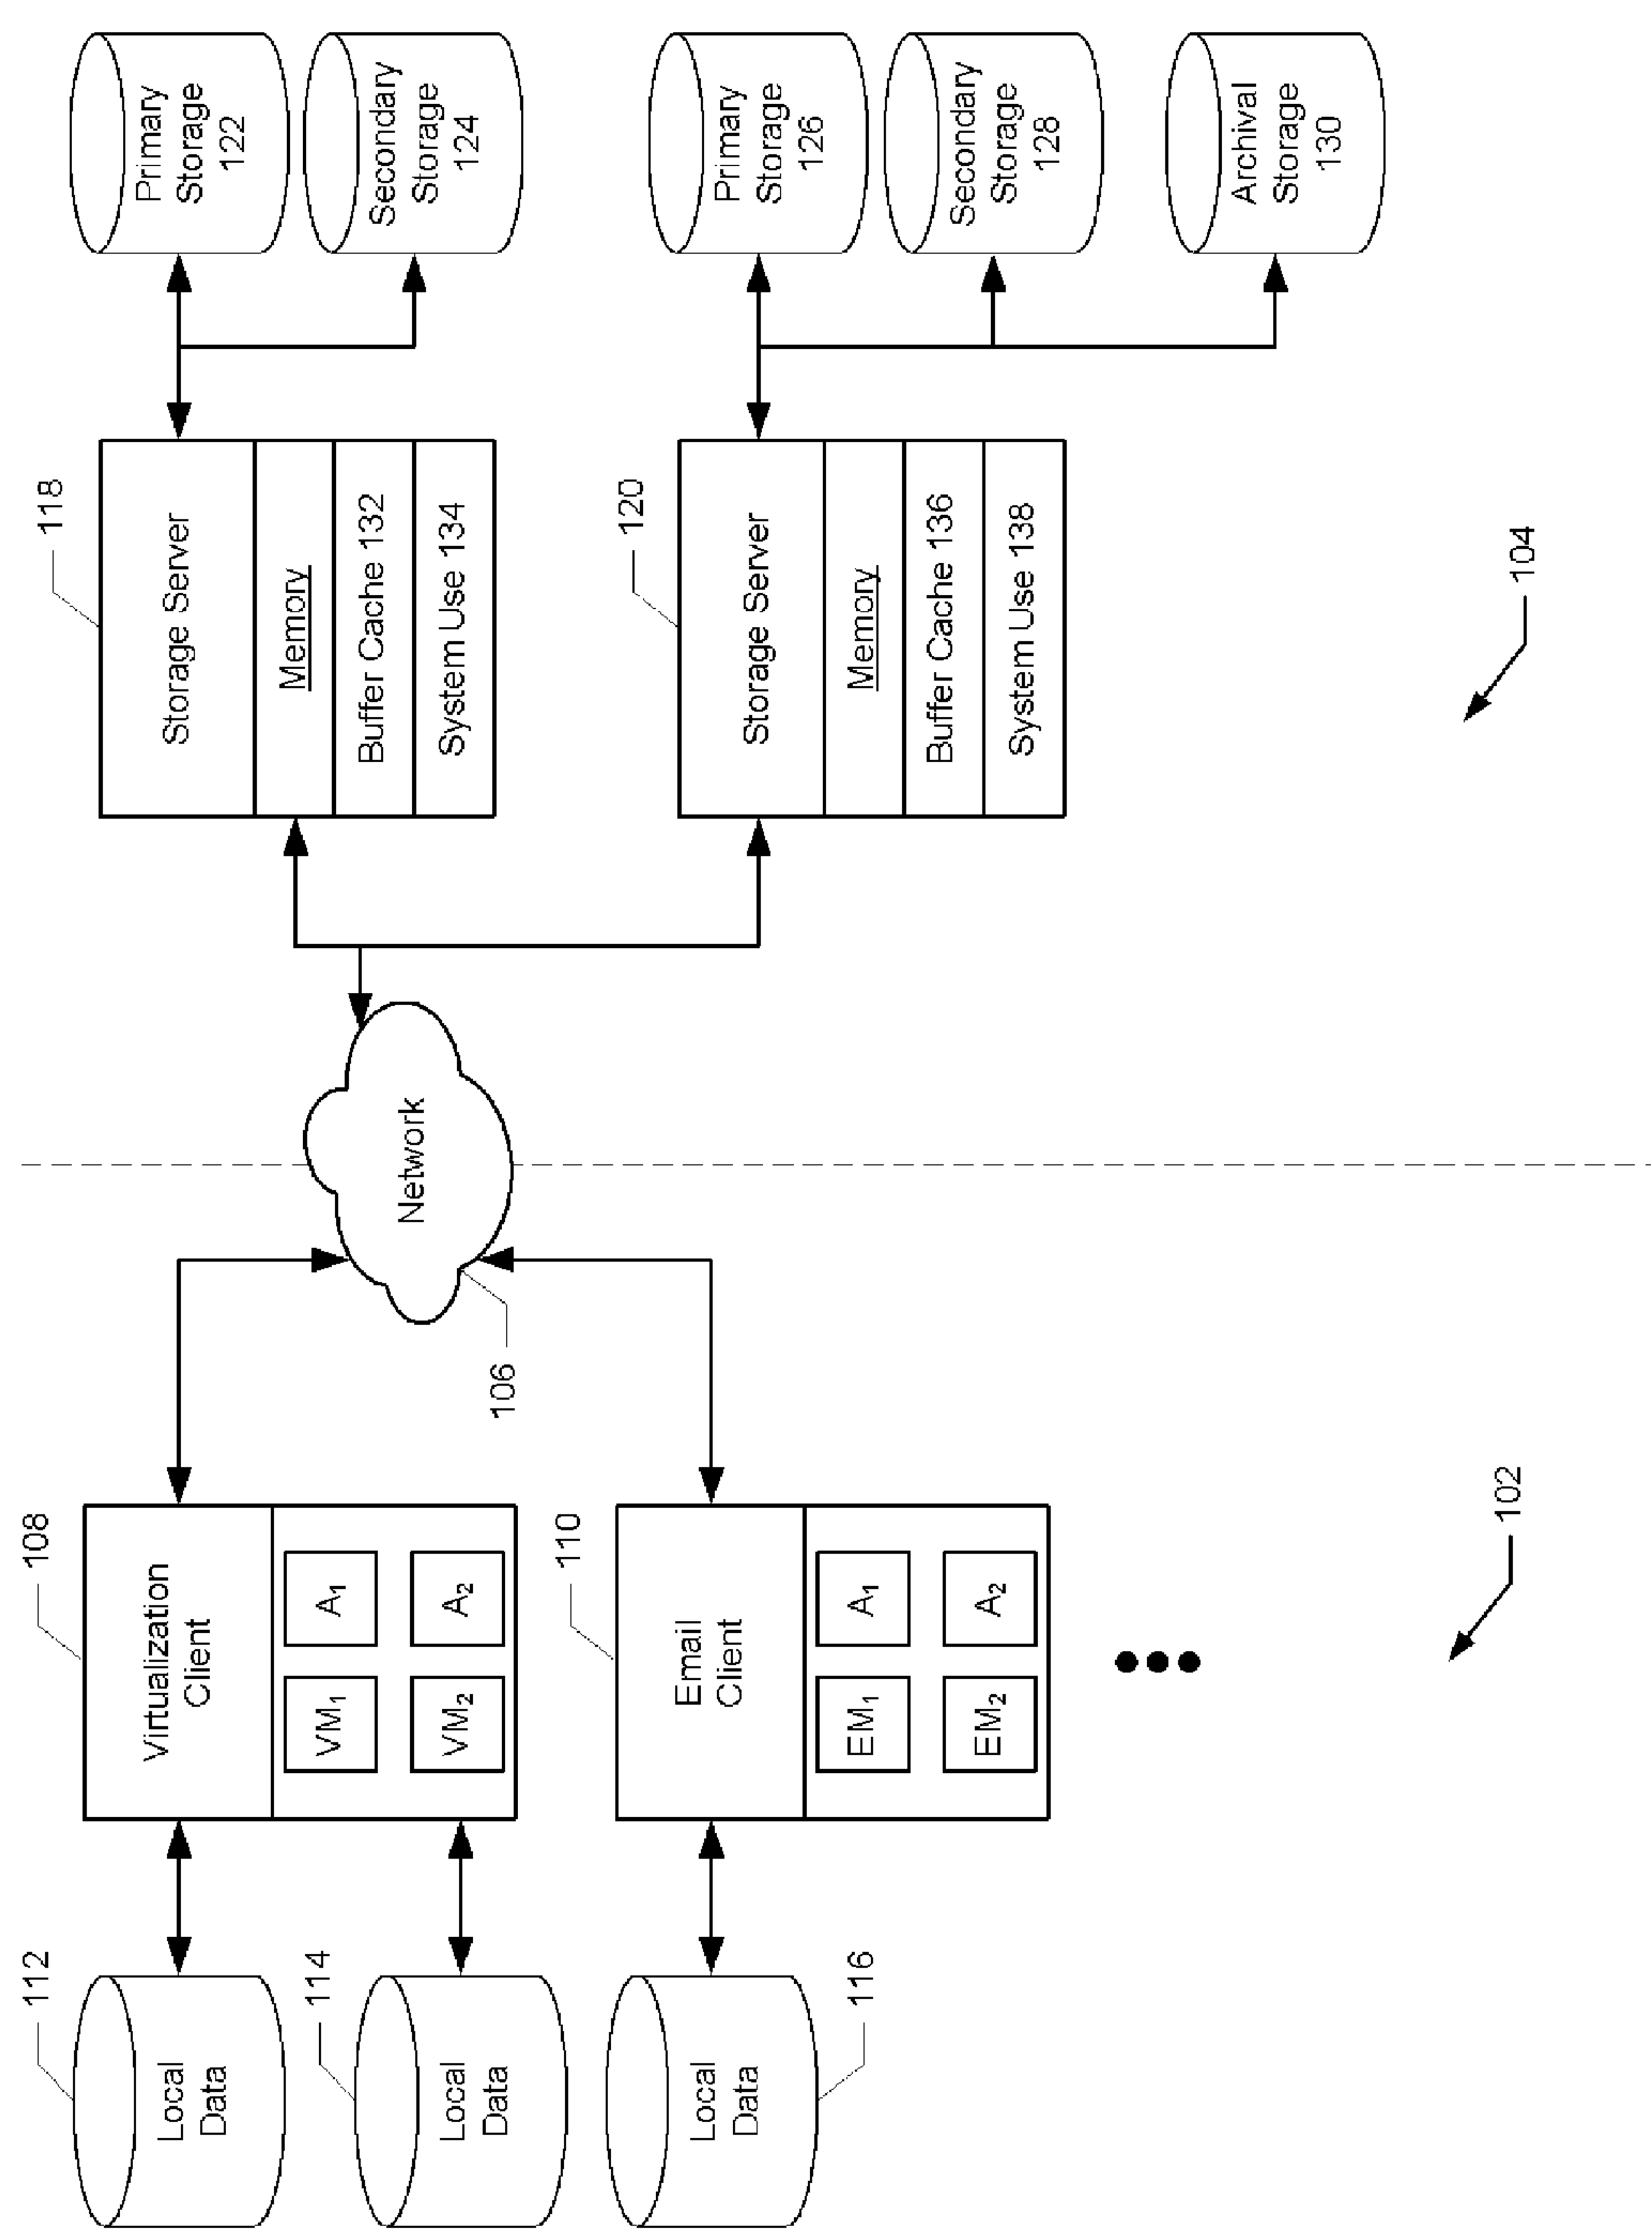 112
Local
Data
114
Local
Data
Local
Data
116
108
Virtualization
Client
VM1
A1
VM2
A2
110
Email
Client
EM1
A1
EM2
A2
102
106
Network
118
Storage Server
Memory
Buffer Cache 132
System Use 134
120
Storage Server
Memory
Buffer Cache 136
System Use 138
104
Primary
Storage
122
Secondary
Storage
124
Primary
Storage
126
Secondary
Storage
128
Archival
Storage
130